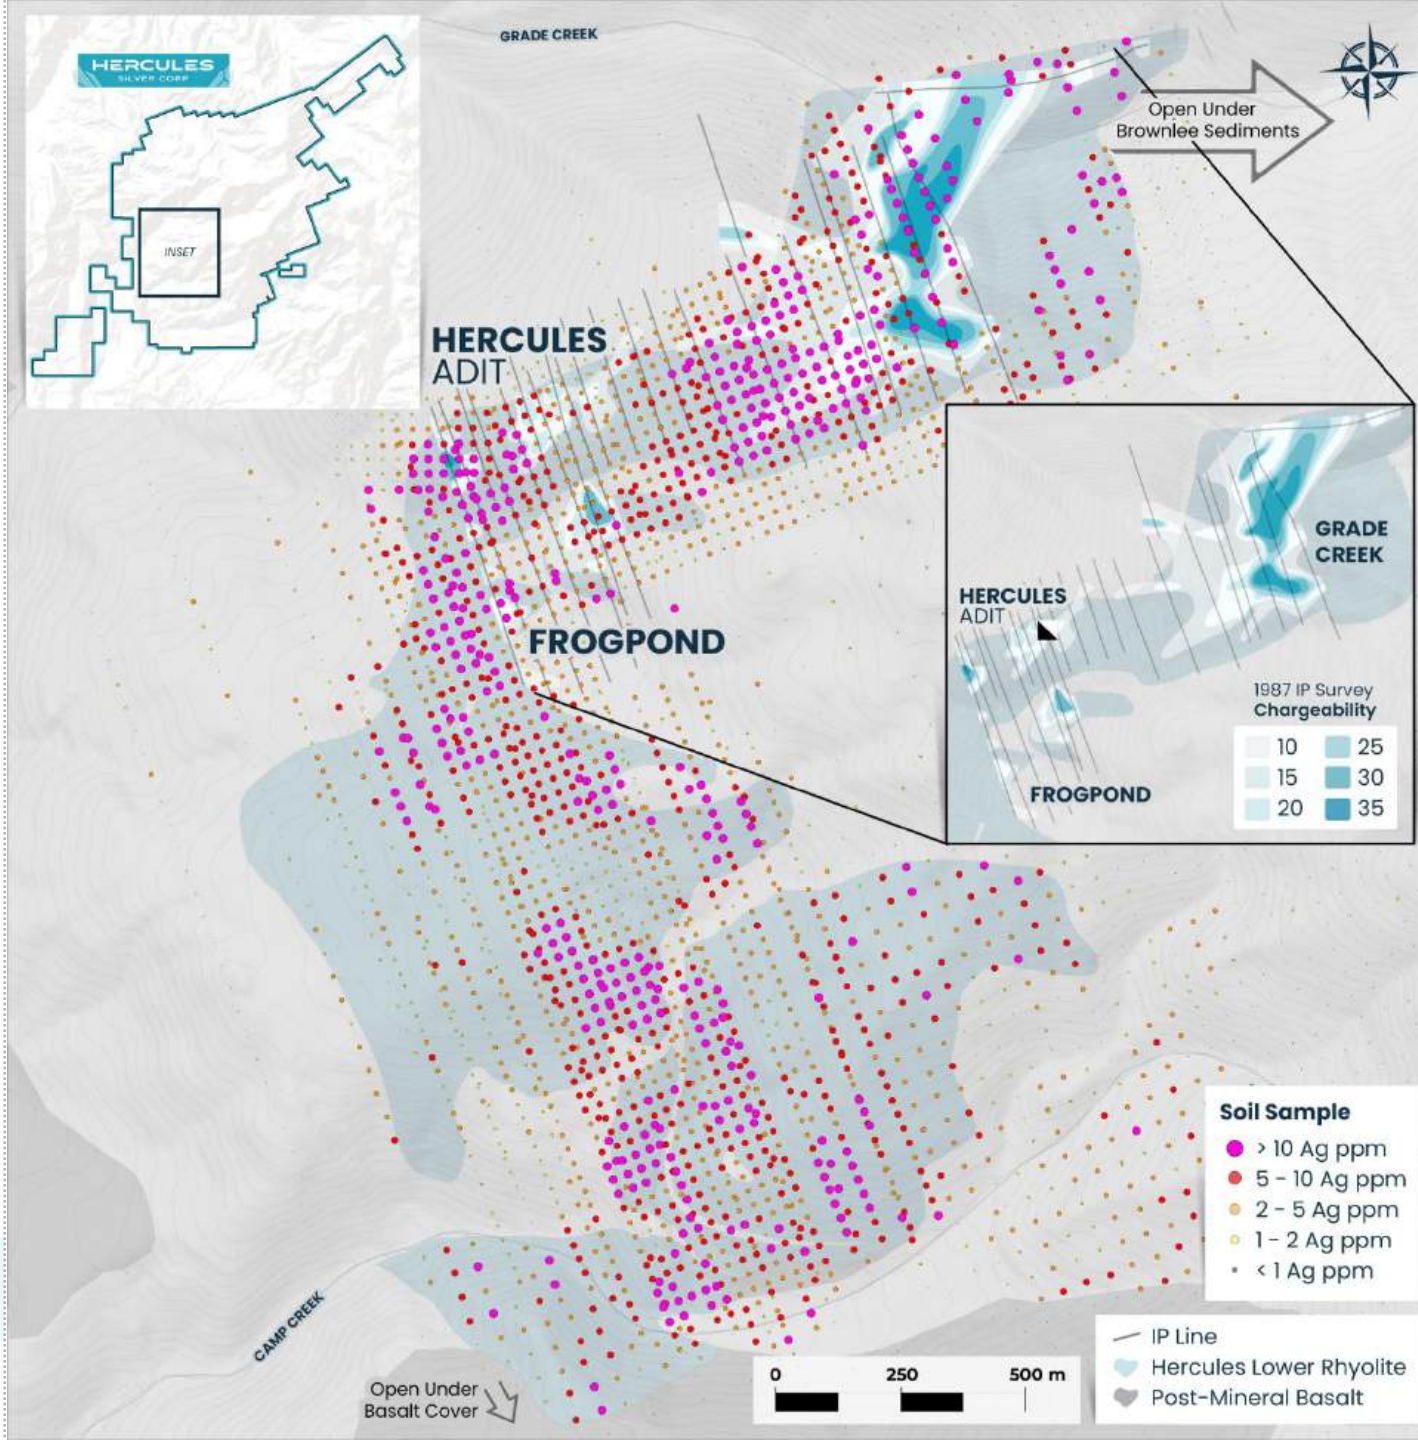 HERCULES
SILVER CORP
INSET
GRADE CREEK
Open Under
Brownlee Sediments
HERCULES
ADIT
FROGPOND
GRADE
CREEK
HERCULES
ADIT
1987 IP Survey
Chargeability
10
25
15
30
20
35
FROGPOND
Soil Sample
> 10 Ag ppm
5 - 10 Ag ppm
2 - 5 Ag ppm
1 - 2 Ag ppm
< 1 Ag ppm
IP Line
Hercules Lower Rhyolite
Post-Mineral Basalt
CAMP CREEK
Open Under
Basalt Cover
0 250 500 m